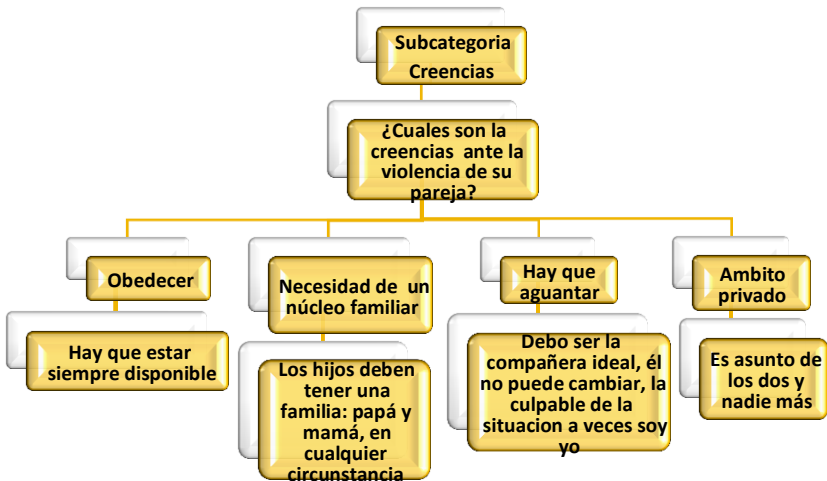 Subcategoria
Creencias
¿Cuales son la
creencias ante la
violencia de su
pareja?
Obedecer
Hay que estar
siempre disponible
Necesidad de un
núcleo familiar
Los hijos deben
tener una
familia: papá y
mamá, en
cualquier
circunstancia
Hay que
aguantar
Debo ser la
compañera ideal, él
no puede cambiar, la
culpable de la
situacion a veces soy
yo
Ambito
privado
Es asunto de
los dos y
nadie más